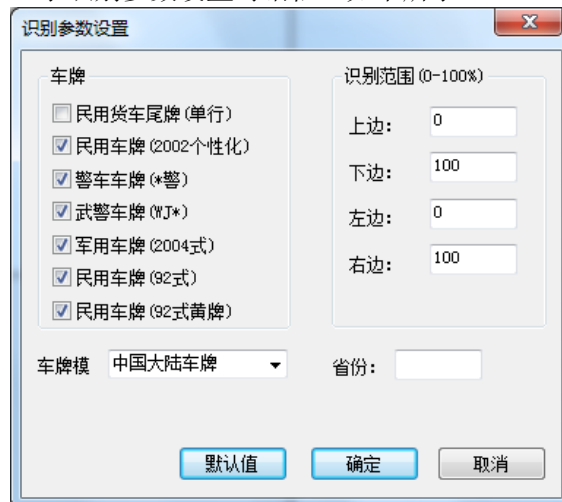 识别参数设置
车牌
民用货车尾牌(单行)
民用车牌(2002个性化)
警车车牌(*警)
武警车牌(WJ*)
军用车牌(2004式)
民用车牌(92式)
民用车牌(92式黄牌)
识别范围(0-100%)
上边: 0
下边: 100
左边: 0
右边: 100
车牌模 中国大陆车牌
省份:
默认值 确定 取消